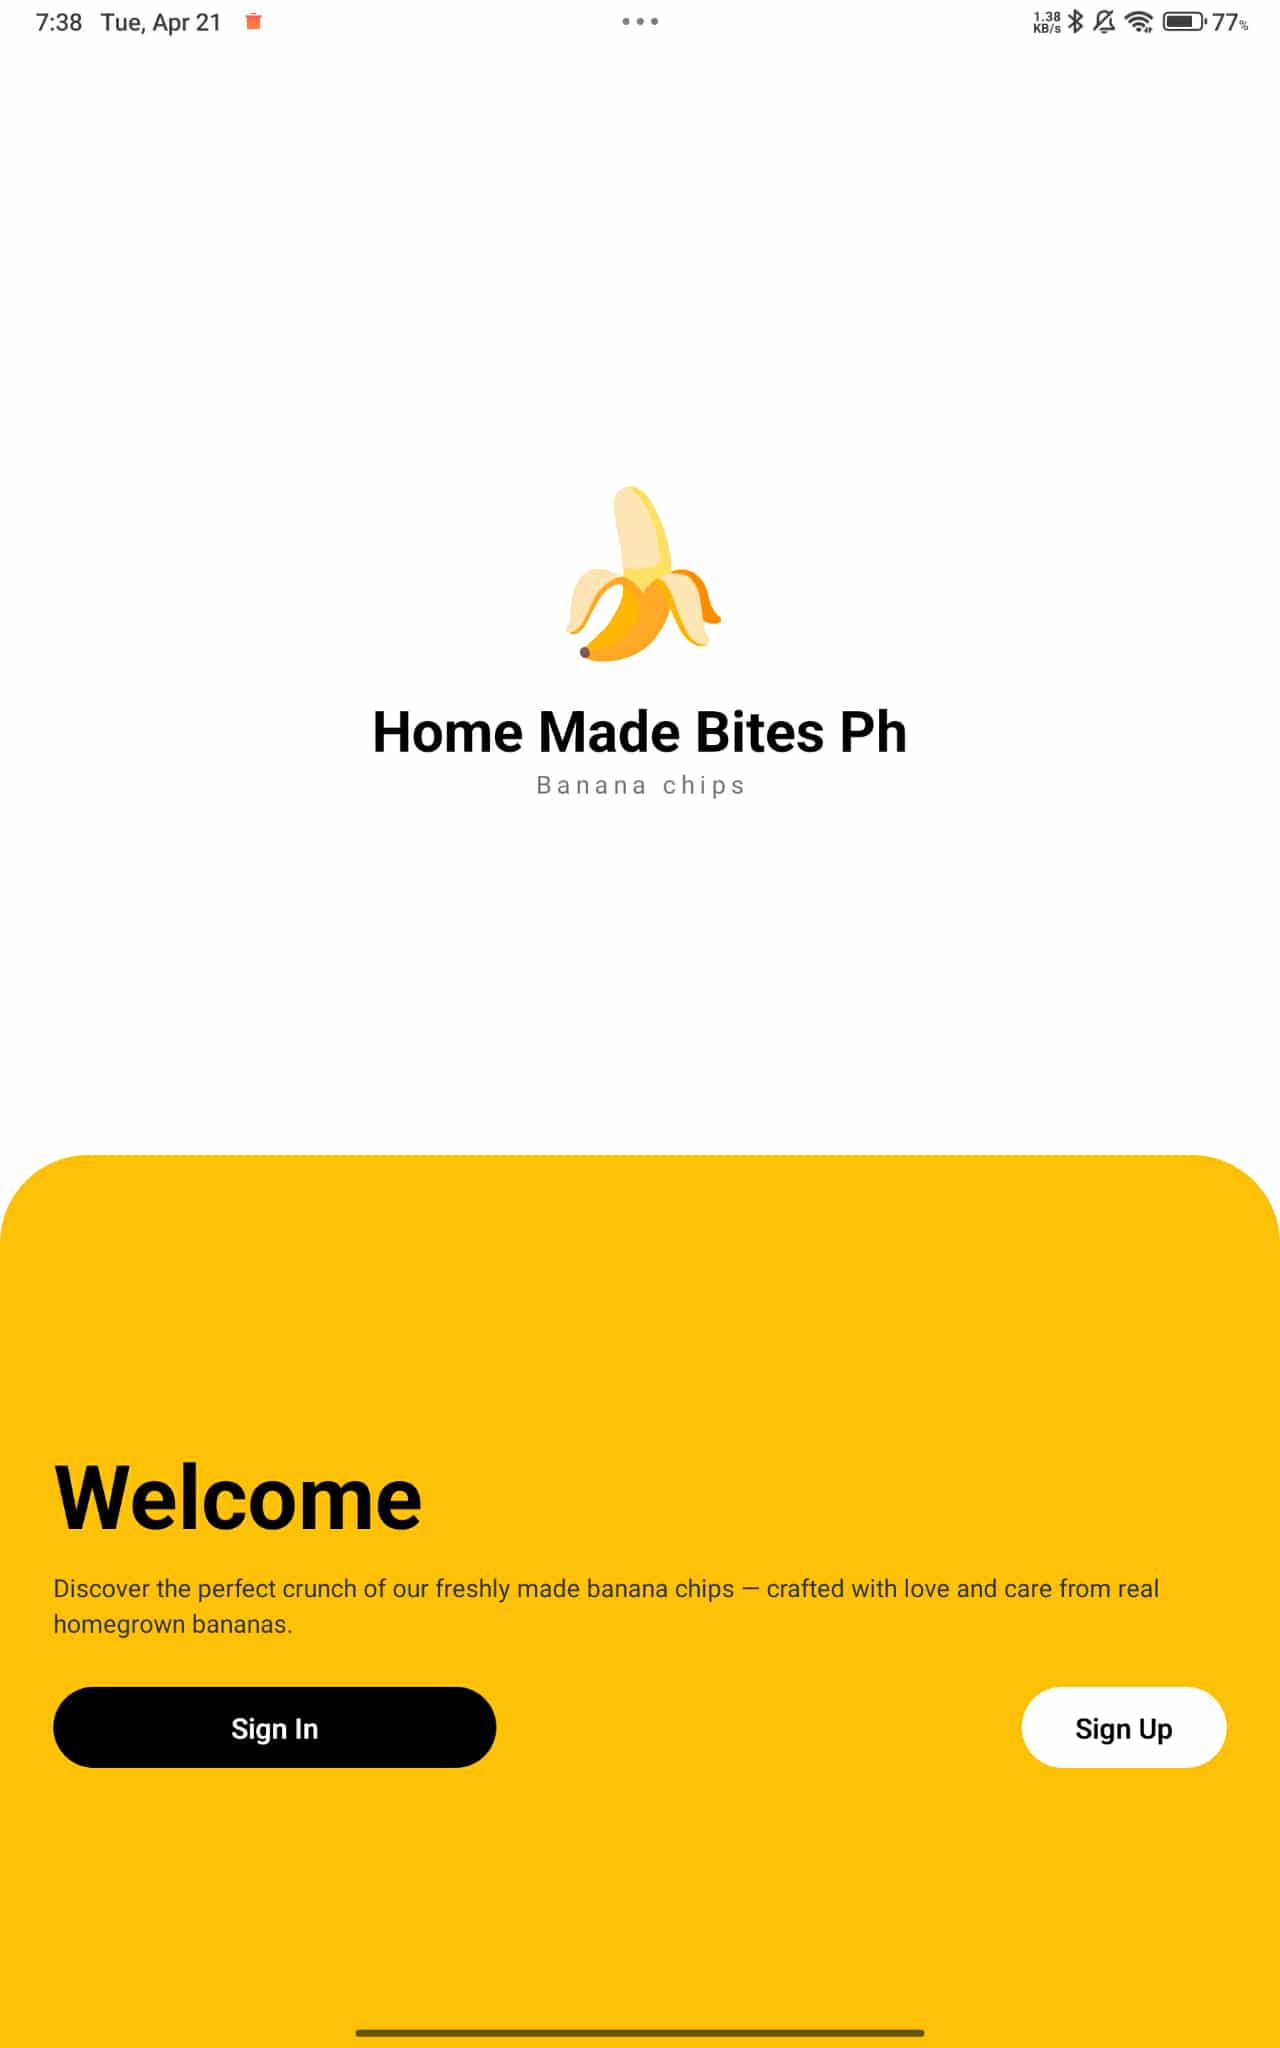 7:38 Tue, Apr 21
1.38 KB/s 77%
Home Made Bites Ph
Banana chips
Welcome
Discover the perfect crunch of our freshly made banana chips — crafted with love and care from real
homegrown bananas.
Sign In
Sign Up